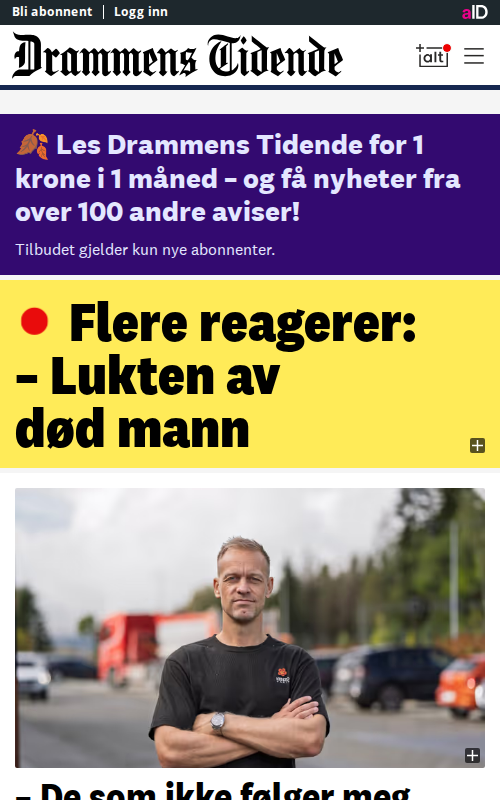 Bli abonnent | Logg inn
aID
Drammens Tidende
+alt
🍂 Les Drammens Tidende for 1
krone i 1 måned – og få nyheter fra
over 100 andre aviser!
Tilbudet gjelder kun nye abonnenter.
Flere reagerer:
– Lukten av
død mann
– De som ikke følger meg